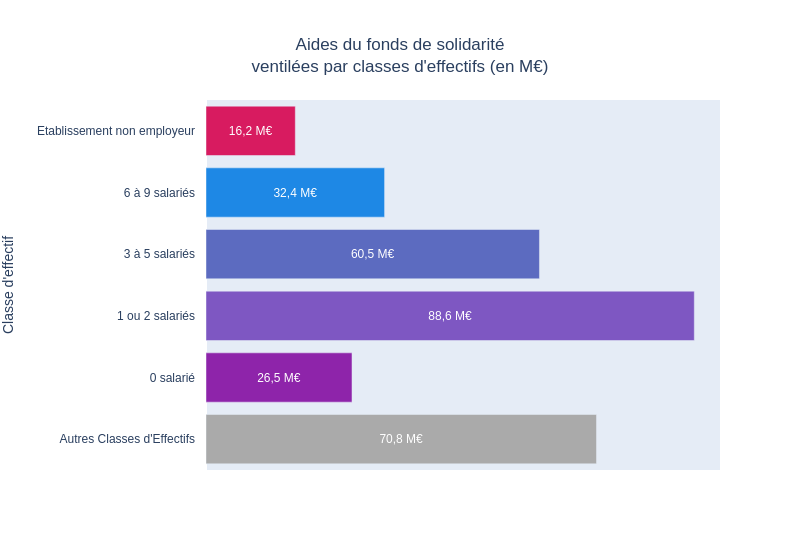 Aides du fonds de solidarité
ventilées par classes d'effectifs (en M€)
Classe d'effectif
Etablissement non employeur
16,2 M€
6 à 9 salariés
32,4 M€
3 à 5 salariés
60,5 M€
1 ou 2 salariés
88,6 M€
0 salarié
26,5 M€
Autres Classes d'Effectifs
70,8 M€